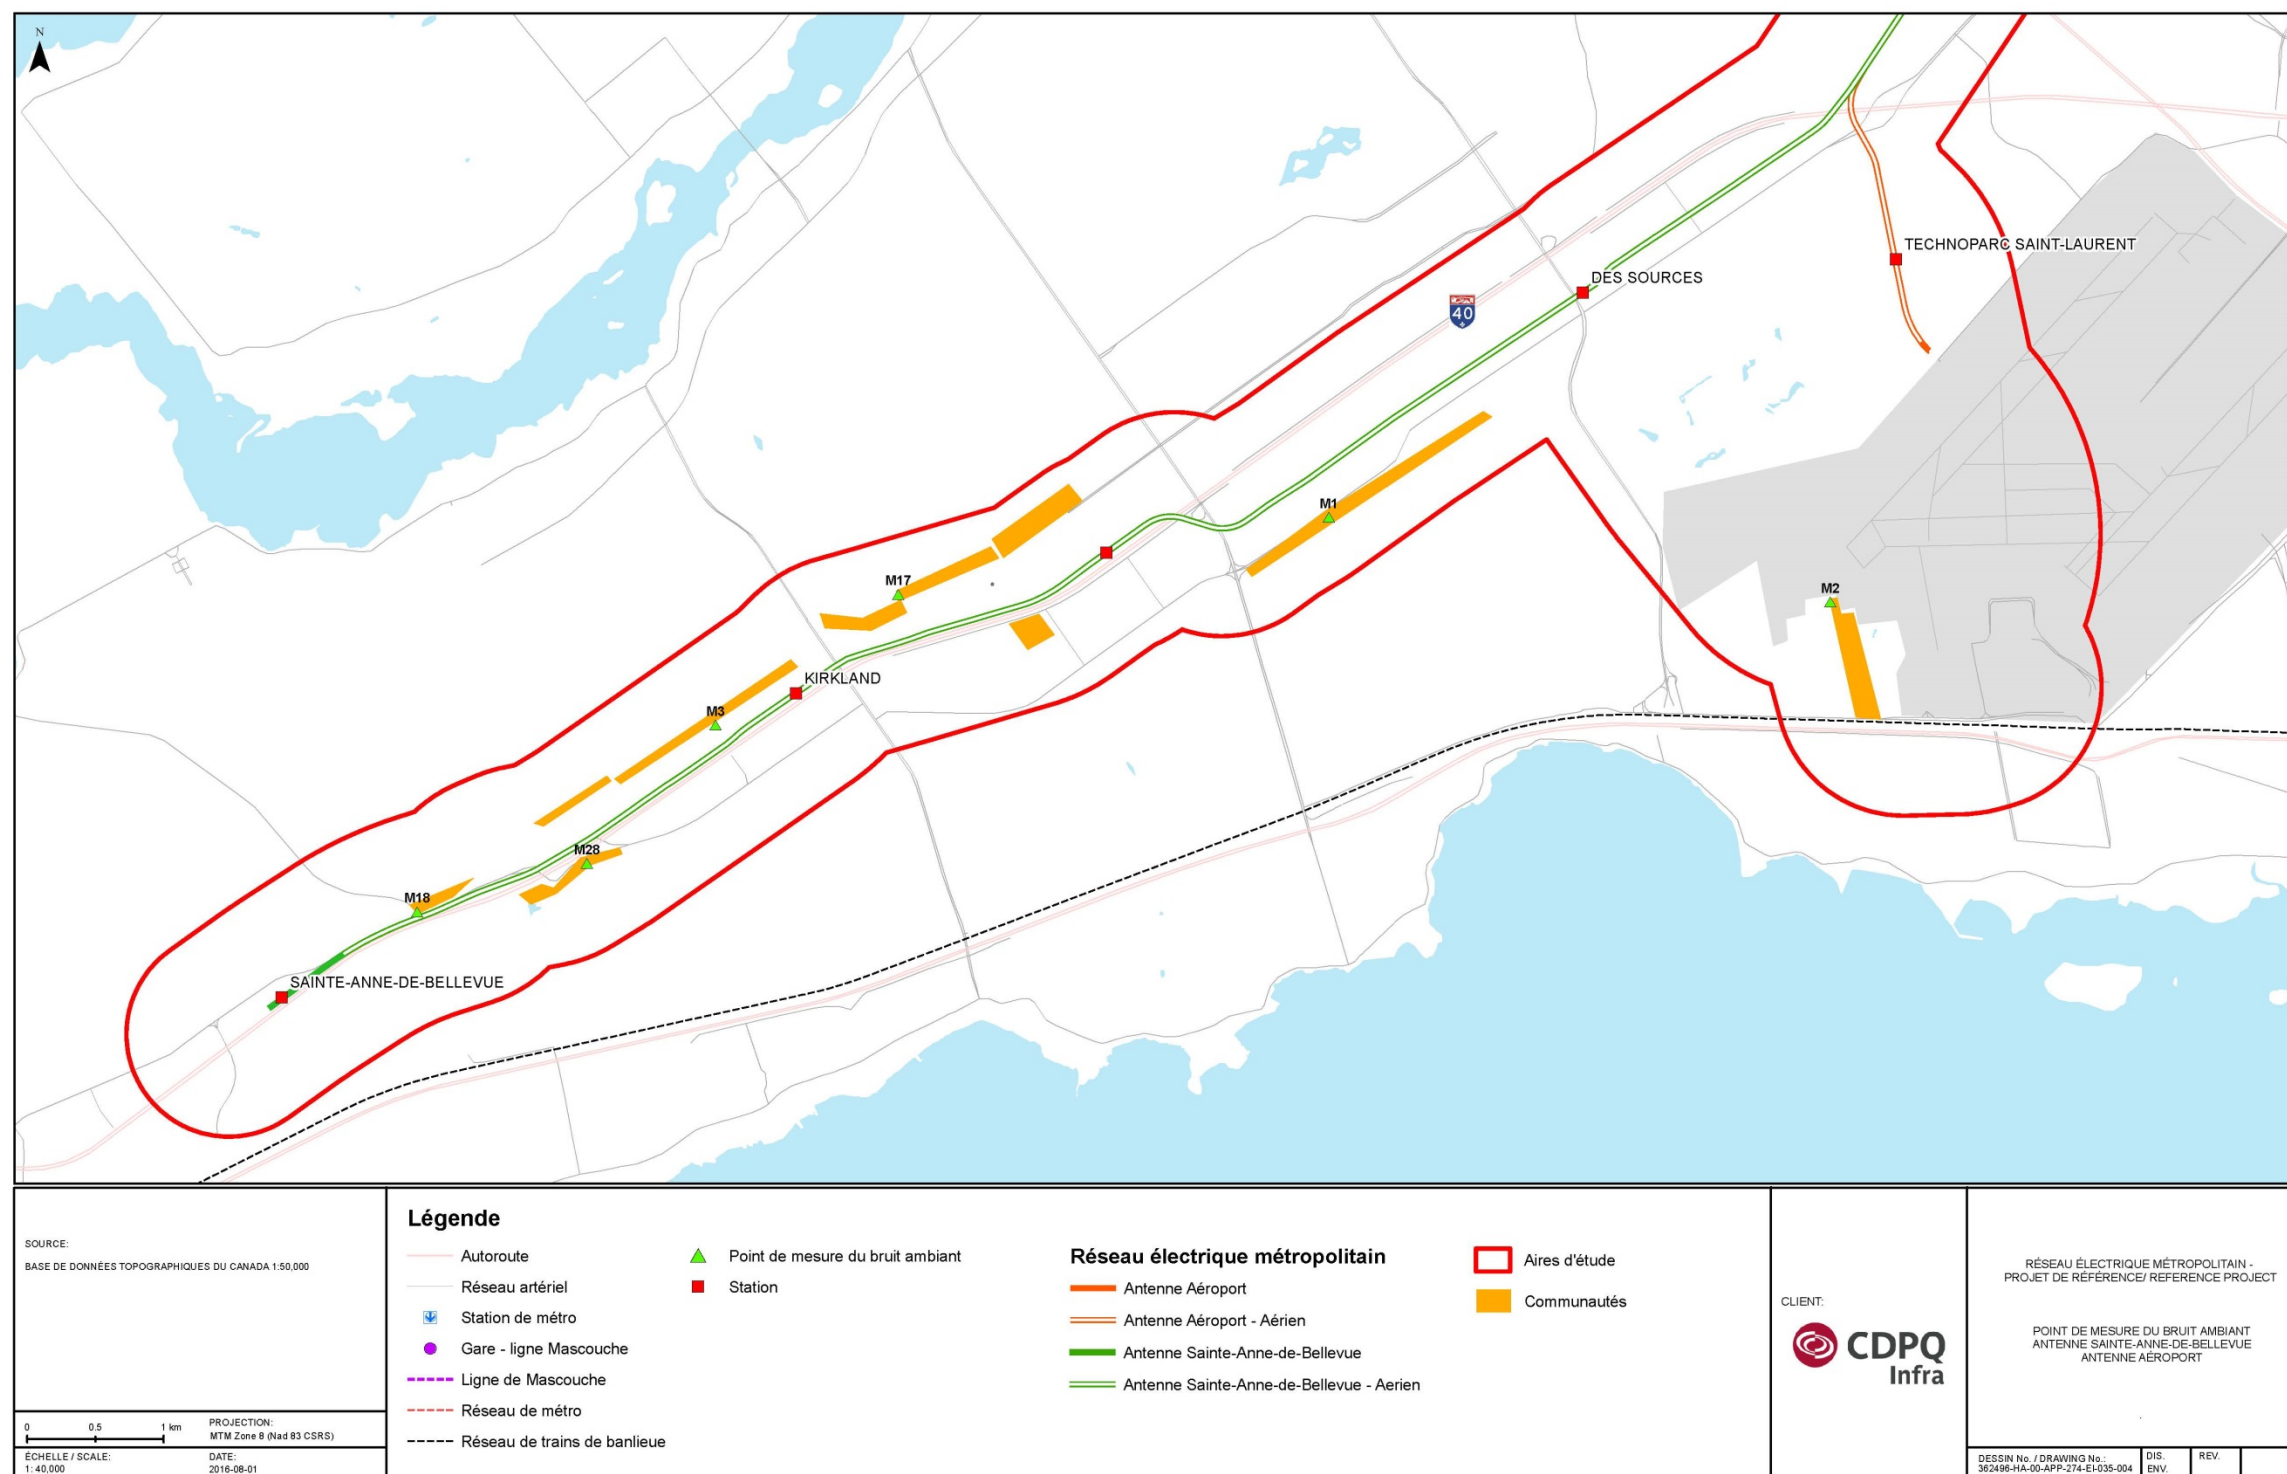 N
TECHNOPARC SAINT-LAURENT
DES SOURCES
40
M1
M17
M2
KIRKLAND
M3
M28
M18
SAINTE-ANNE-DE-BELLEVUE
SOURCE:
BASE DE DONNÉES TOPOGRAPHIQUES DU CANADA 1:50,000
0 0.5 1 km
PROJECTION:
MTM Zone 8 (Nad 83 CSRS)
ÉCHELLE / SCALE:
1: 40,000
DATE:
2016-08-01
Légende
Autoroute
Réseau artériel
Station de métro
Gare - ligne Mascouche
Ligne de Mascouche
Réseau de métro
Réseau de trains de banlieue
Point de mesure du bruit ambiant
Station
Réseau électrique métropolitain
Antenne Aéroport
Antenne Aéroport - Aérien
Antenne Sainte-Anne-de-Bellevue
Antenne Sainte-Anne-de-Bellevue - Aerien
Aires d'étude
Communautés
CLIENT:
CDPQ
Infra
RÉSEAU ÉLECTRIQUE MÉTROPOLITAIN -
PROJET DE RÉFÉRENCE/ REFERENCE PROJECT
POINT DE MESURE DU BRUIT AMBIANT
ANTENNE SAINTE-ANNE-DE-BELLEVUE
ANTENNE AÉROPORT
DESSIN No. / DRAWING No.:
362496-HA-00-APP-274-EI-035-004
DIS.
ENV.
REV.